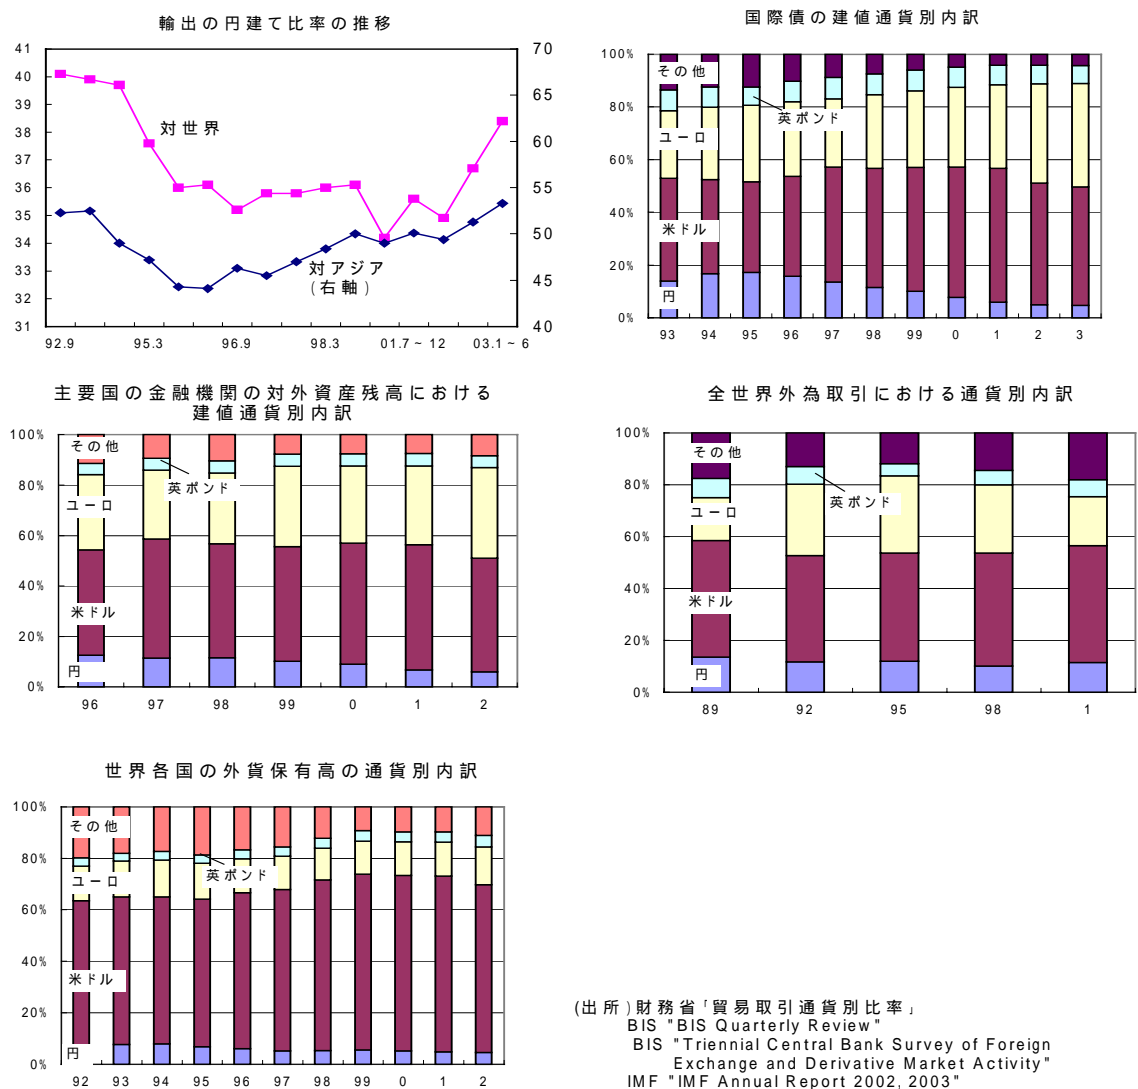 輸出の円建て比率の推移
41
40
39
38
37
36
35
34
33
32
31
70
65
60
55
50
45
40
対世界
対アジア
(右軸)
92.9 95.3 96.9 98.3 01.7~12 03.1~6
国際債の建値通貨別内訳
100%
80%
60%
40%
20%
0%
その他
英ポンド
ユーロ
米ドル
円
93 94 95 96 97 98 99 0 1 2 3
主要国の金融機関の対外資産残高における
建値通貨別内訳
100%
80%
60%
40%
20%
0%
その他
英ポンド
ユーロ
米ドル
円
96 97 98 99 0 1 2
全世界外為取引における通貨別内訳
100%
80%
60%
40%
20%
0%
その他
英ポンド
ユーロ
米ドル
円
89 92 95 98 1
世界各国の外貨保有高の通貨別内訳
100%
80%
60%
40%
20%
0%
その他
英ポンド
ユーロ
米ドル
円
92 93 94 95 96 97 98 99 0 1 2
(出所)財務省「貿易取引通貨別比率」
BIS "BIS Quarterly Review"
BIS "Triennial Central Bank Survey of Foreign
Exchange and Derivative Market Activity"
IMF "IMF Annual Report 2002, 2003"